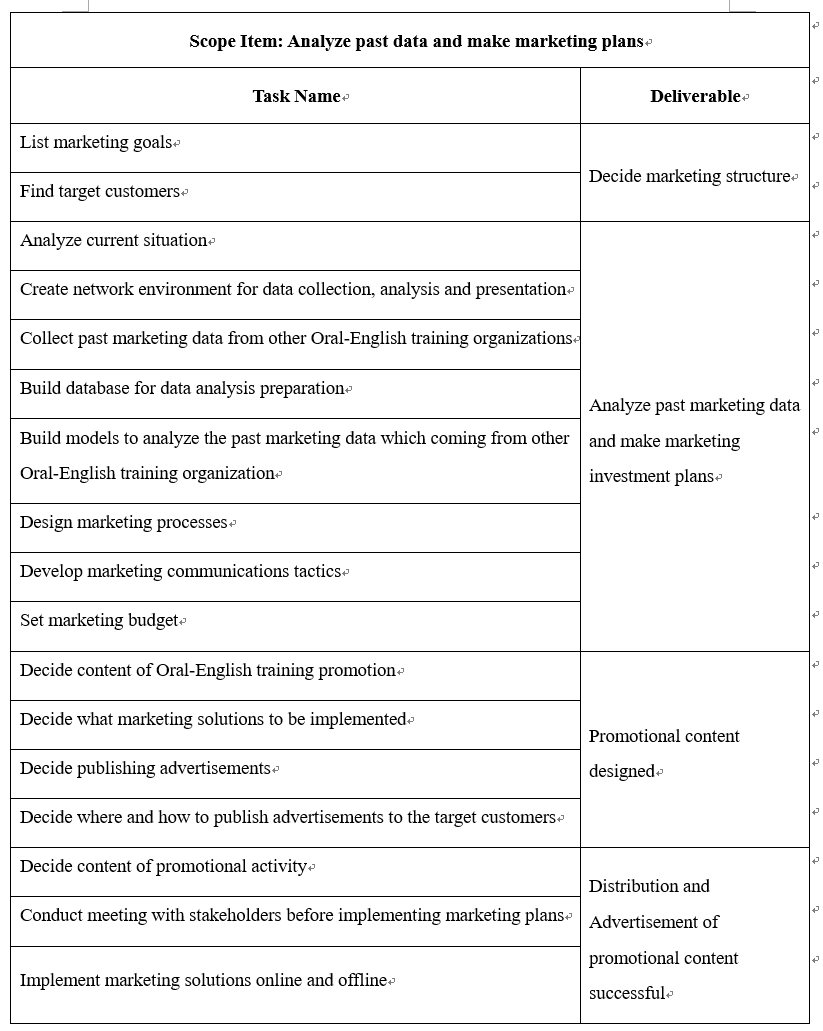 Scope Item: Analyze past data and make marketing plans
Task Name
Deliverable
List marketing goals
Find target customers
Decide marketing structure
Analyze current situation
Create network environment for data collection, analysis and presentation
Collect past marketing data from other Oral-English training organizations
Build database for data analysis preparation
Build models to analyze the past marketing data which coming from other
Oral-English training organization
Design marketing processes
Develop marketing communications tactics
Set marketing budget
Analyze past marketing data
and make marketing
investment plans
Decide content of Oral-English training promotion
Decide what marketing solutions to be implemented
Decide publishing advertisements
Decide where and how to publish advertisements to the target customers
Promotional content
designed
Decide content of promotional activity
Conduct meeting with stakeholders before implementing marketing plans
Implement marketing solutions online and offline
Distribution and
Advertisement of
promotional content
successful